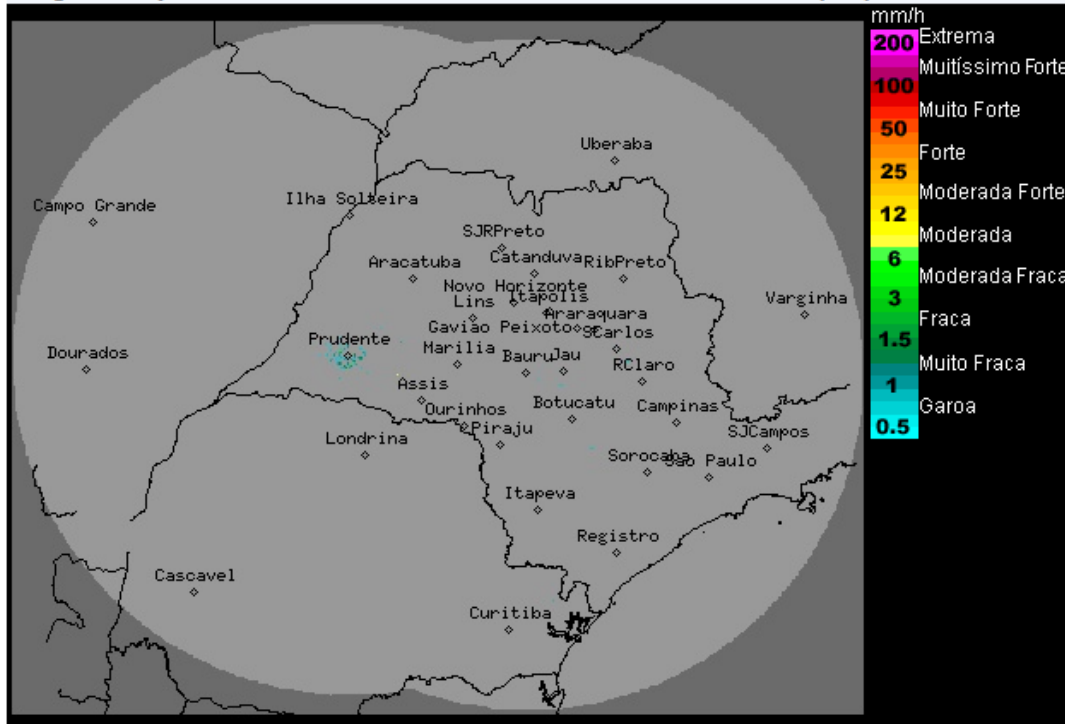 mm/h
200 Extrema
Muitíssimo Forte
100
Muito Forte
50
Forte
25
Moderada Forte
12
Moderada
6
Moderada Fraca
3
Fraca
1.5
Muito Fraca
1
Garoa
0.5
Uberaba
Campo Grande
Ilha Solteira
SJRPreto
Aracatuba
Catanduva
RibPreto
Novo Horizonte
Lins
Itapolis
Araraquara
Varginha
Gavião Peixoto
SCarlos
Prudente
Dourados
Marilia
Bauru
Jau
RClaro
Assis
Ourinhos
Botucatu
Campinas
Piraju
Londrina
SJCampos
Sorocaba
Sao Paulo
Itapeva
Registro
Cascavel
Curitiba